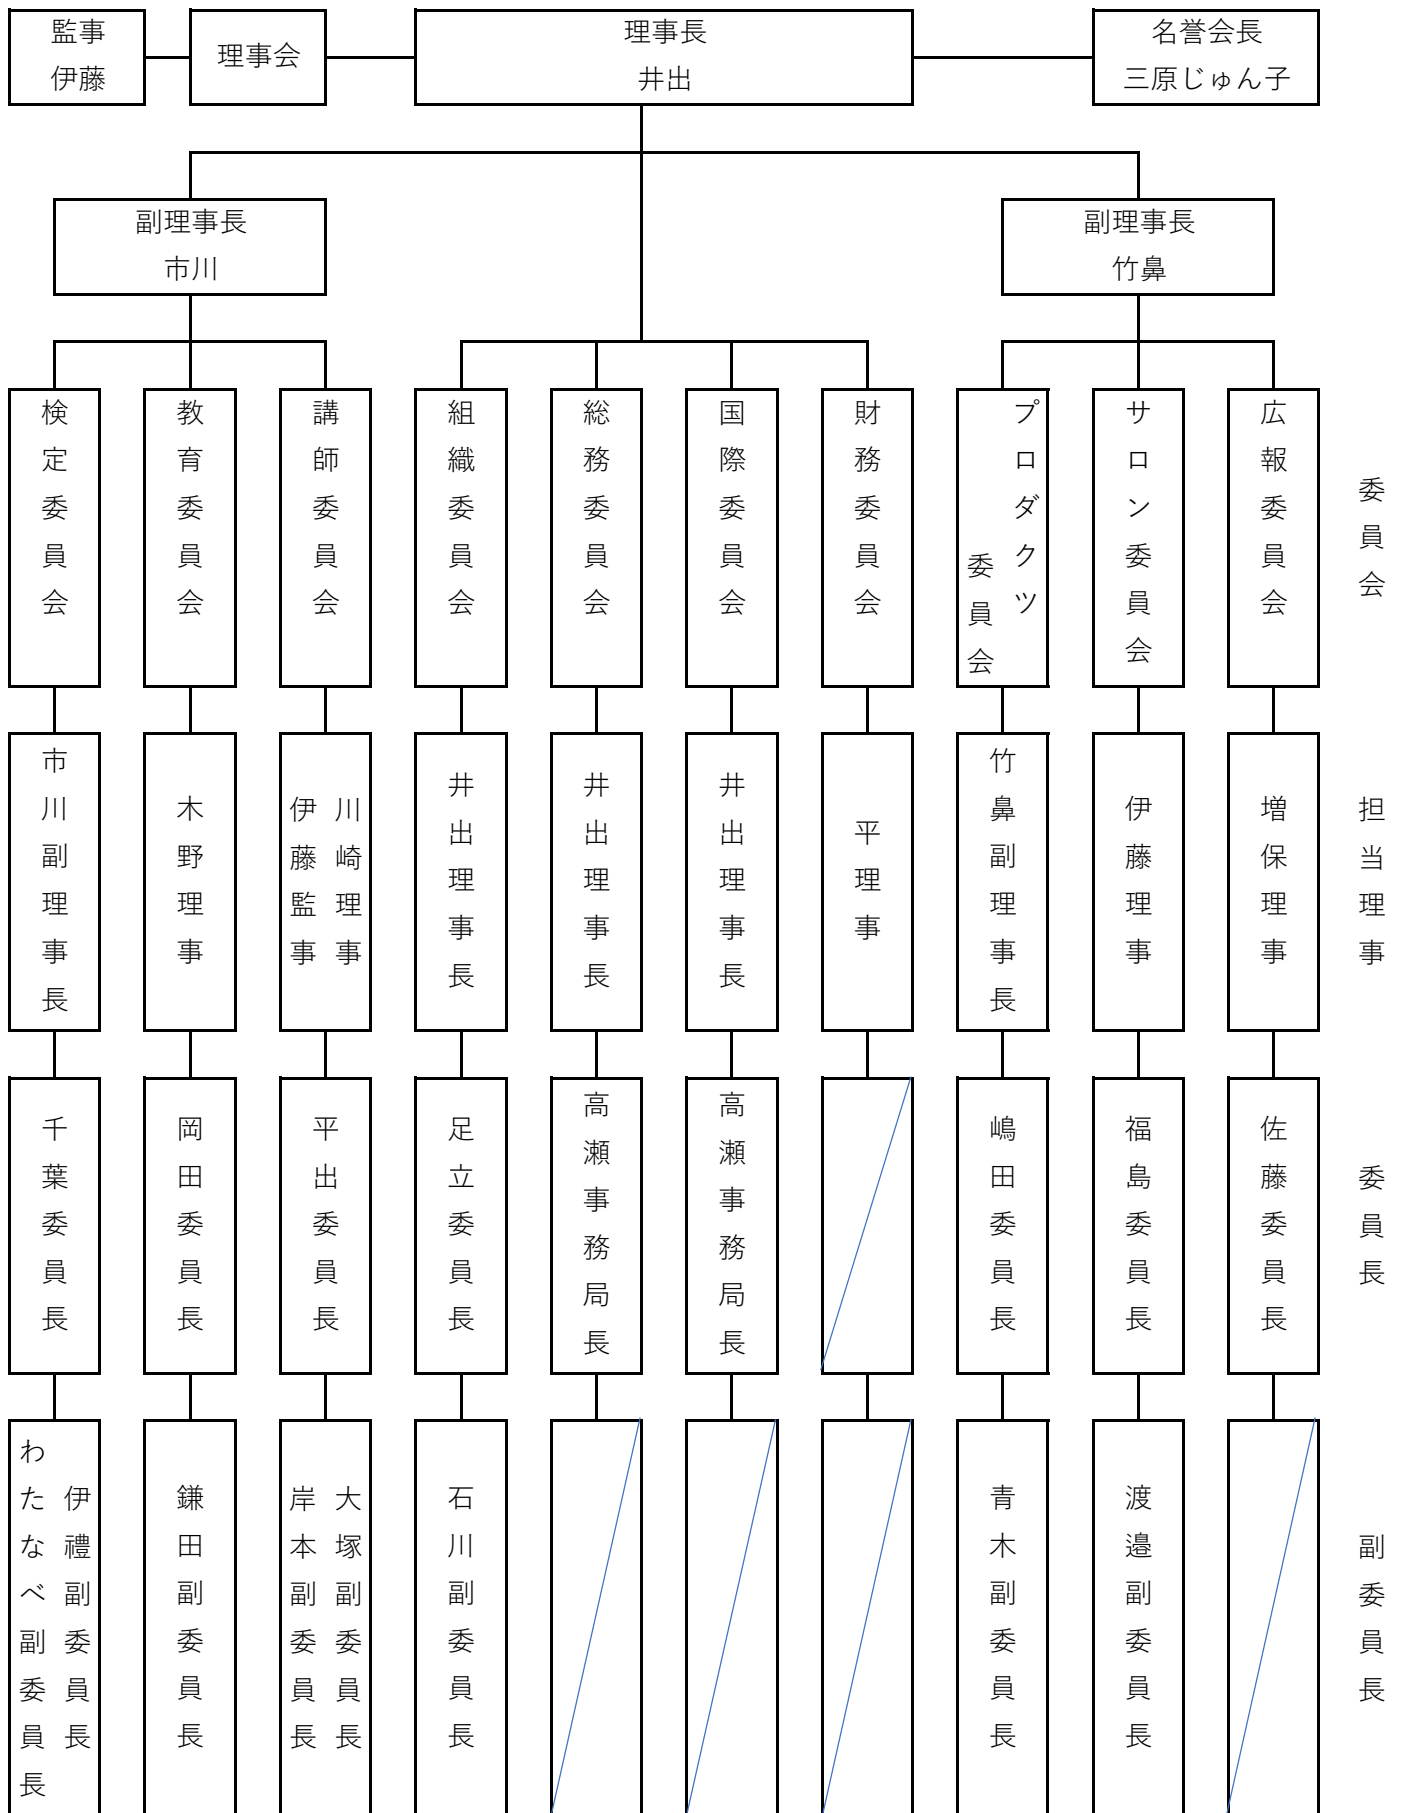 監事
伊藤
理事会
理事長
井出
名誉会長
三原じゅん子
副理事長
市川
副理事長
竹鼻
検定委員会
教育委員会
講師委員会
組織委員会
総務委員会
国際委員会
財務委員会
プロダクツ
委員会
サロン委員会
広報委員会
委員会
市川副理事長
木野理事
川崎理事
伊藤監事
井出理事長
井出理事長
井出理事長
平理事
竹鼻副理事長
伊藤理事
増保理事
担当理事
千葉委員長
岡田委員長
平出委員長
足立委員長
高瀬事務局長
高瀬事務局長
嶋田委員長
福島委員長
佐藤委員長
委員長
伊禮副委員長
わたなべ副委員長
鎌田副委員長
大塚副委員長
岸本副委員長
石川副委員長
青木副委員長
渡邉副委員長
副委員長